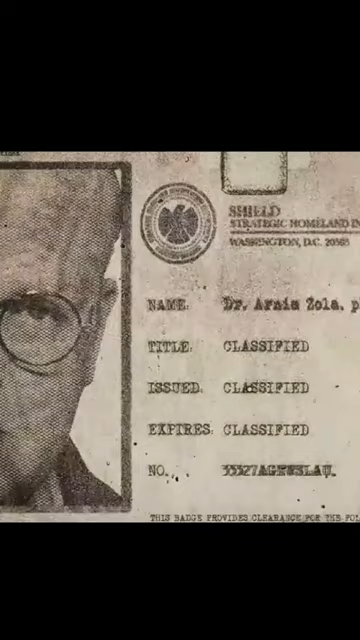 SHIELD
STRATEGIC HOMELAND IN
WASHINGTON, D.C. 20565
NAME: Dr. Arnim Zola, p
TITLE: CLASSIFIED
ISSUED: CLASSIFIED
EXPIRES: CLASSIFIED
NO.
THIS BADGE PROVIDES CLEARANCE FOR THE FOL